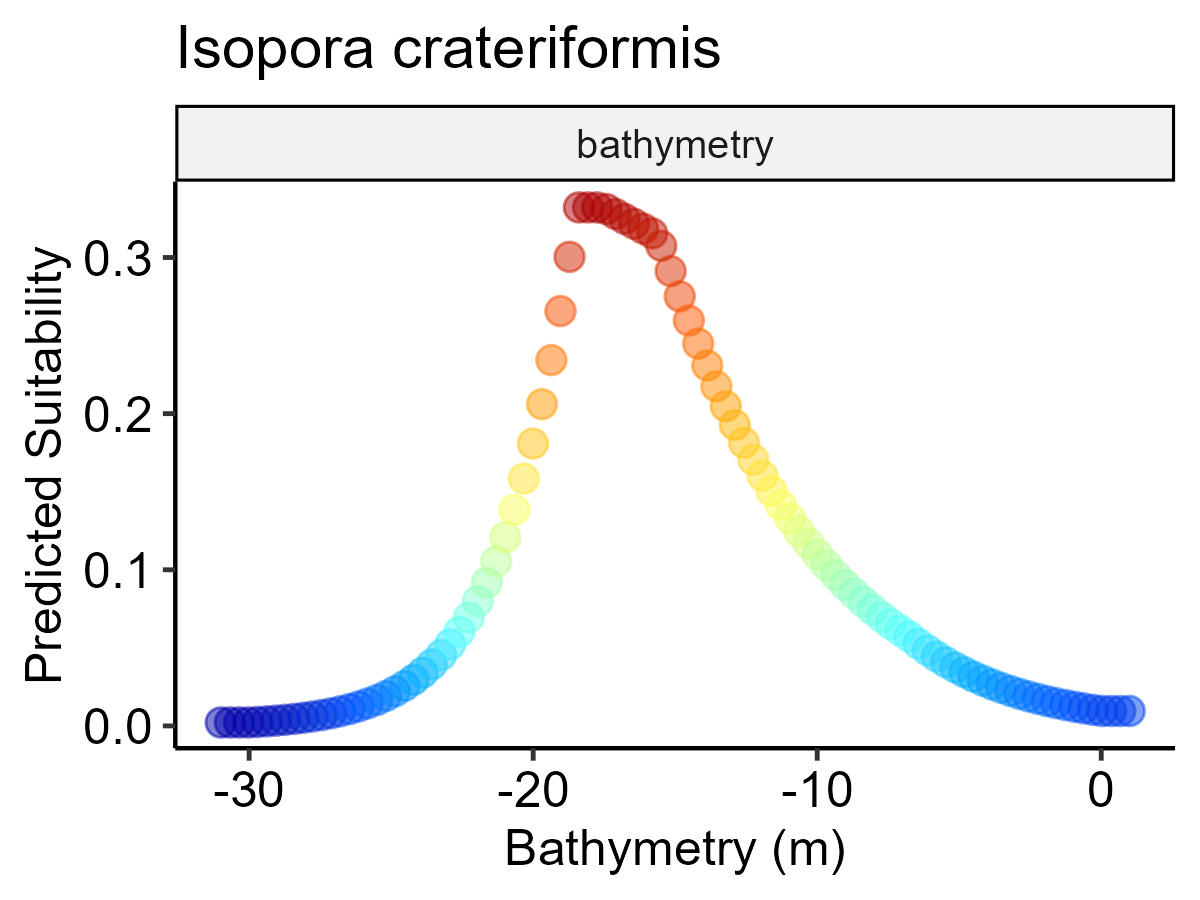 Isopora crateriformis
bathymetry
Predicted Suitability
0.3
0.2
0.1
0.0
-30 -20 -10 0
Bathymetry (m)